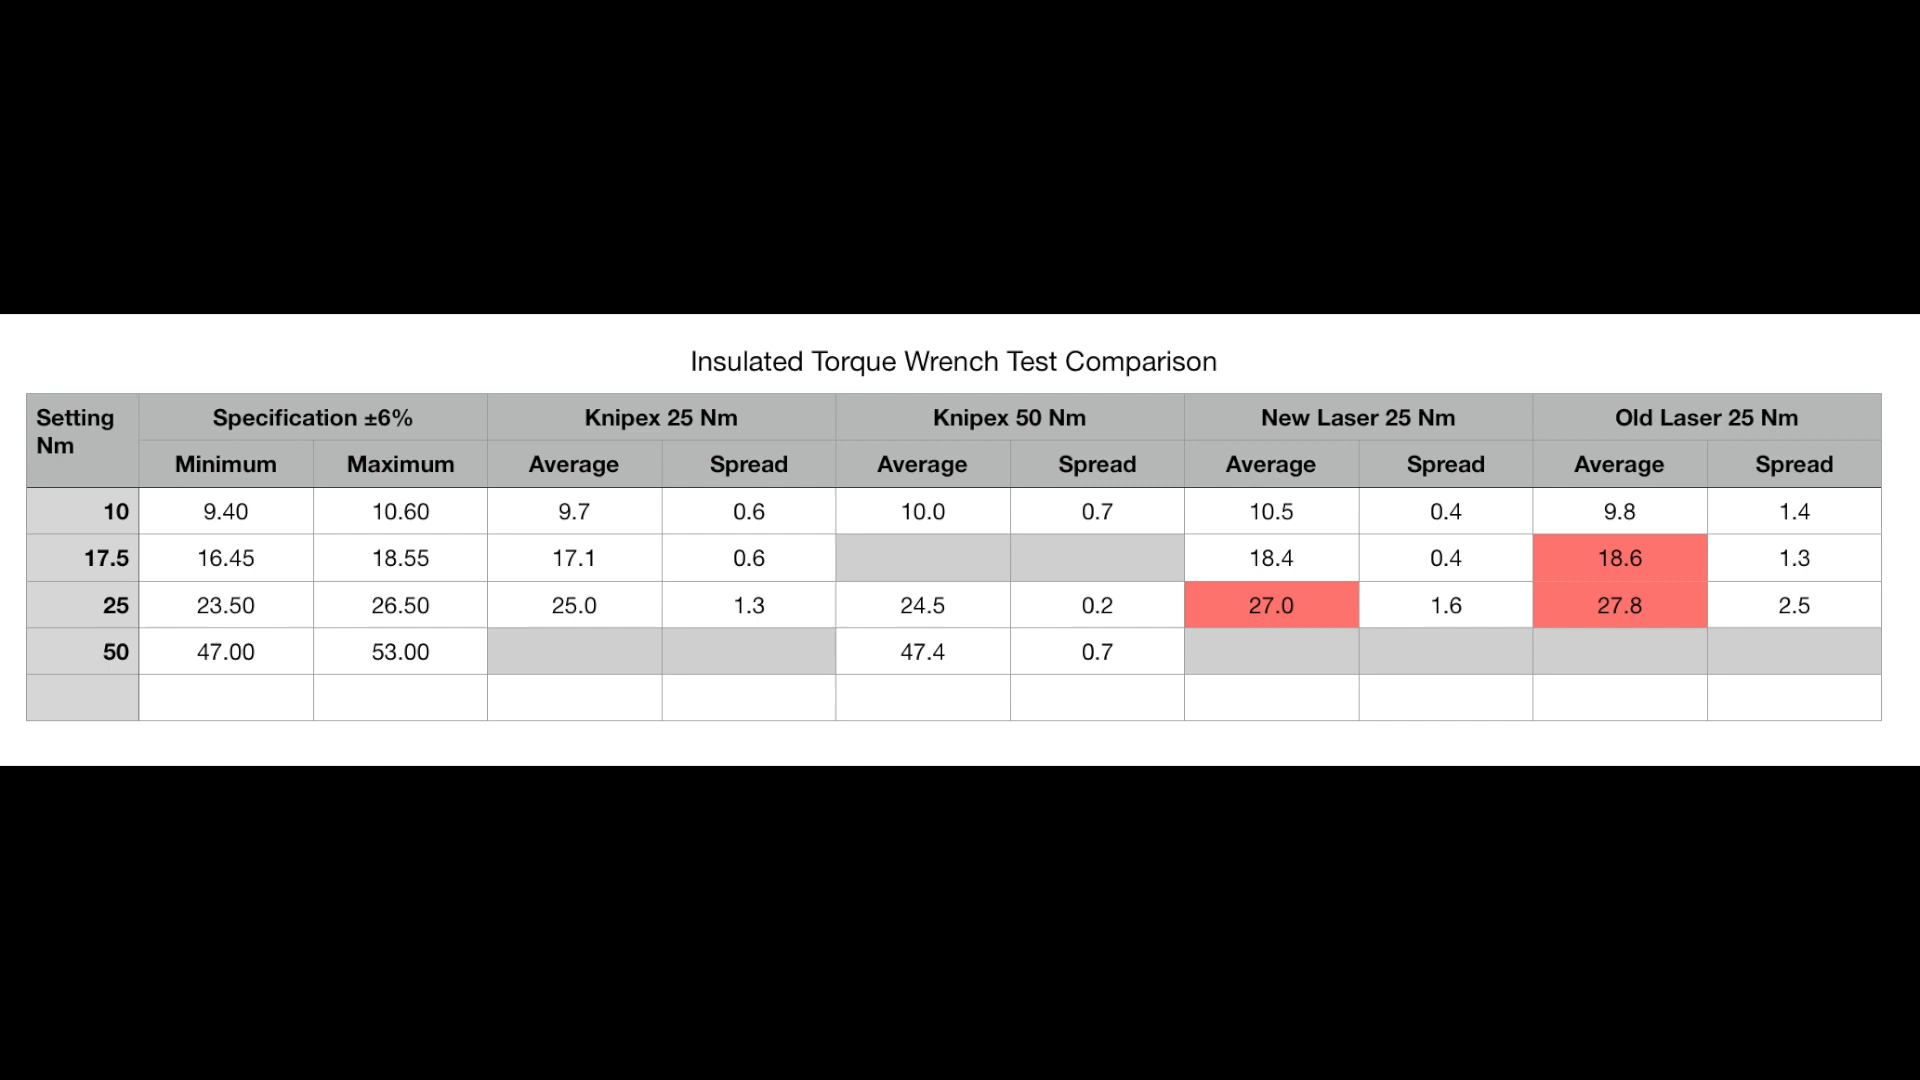 Insulated Torque Wrench Test Comparison
Setting Nm Specification ±6% Knipex 25 Nm Knipex 50 Nm New Laser 25 Nm Old Laser 25 Nm
Minimum Maximum Average Spread Average Spread Average Spread Average Spread
10 9.40 10.60 9.7 0.6 10.0 0.7 10.5 0.4 9.8 1.4
17.5 16.45 18.55 17.1 0.6 18.4 0.4 18.6 1.3
25 23.50 26.50 25.0 1.3 24.5 0.2 27.0 1.6 27.8 2.5
50 47.00 53.00 47.4 0.7